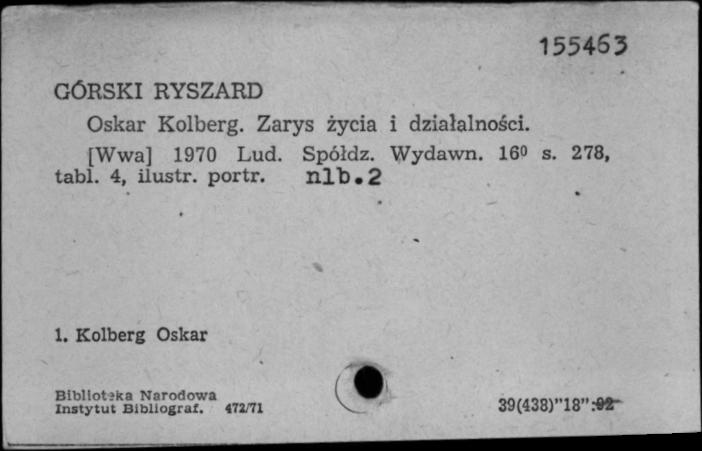 155463
GÓRSKI RYSZARD
Oskar Kolberg. Zarys życia i działalności.
[Wwa] 1970 Lud. Spółdz. Wydawn. 16⁰ s. 278,
tabl. 4, ilustr. portr. nlb.2
1. Kolberg Oskar
Biblioteka Narodowa
Instytut Bibliograf. 472/71
39(438)"18":92